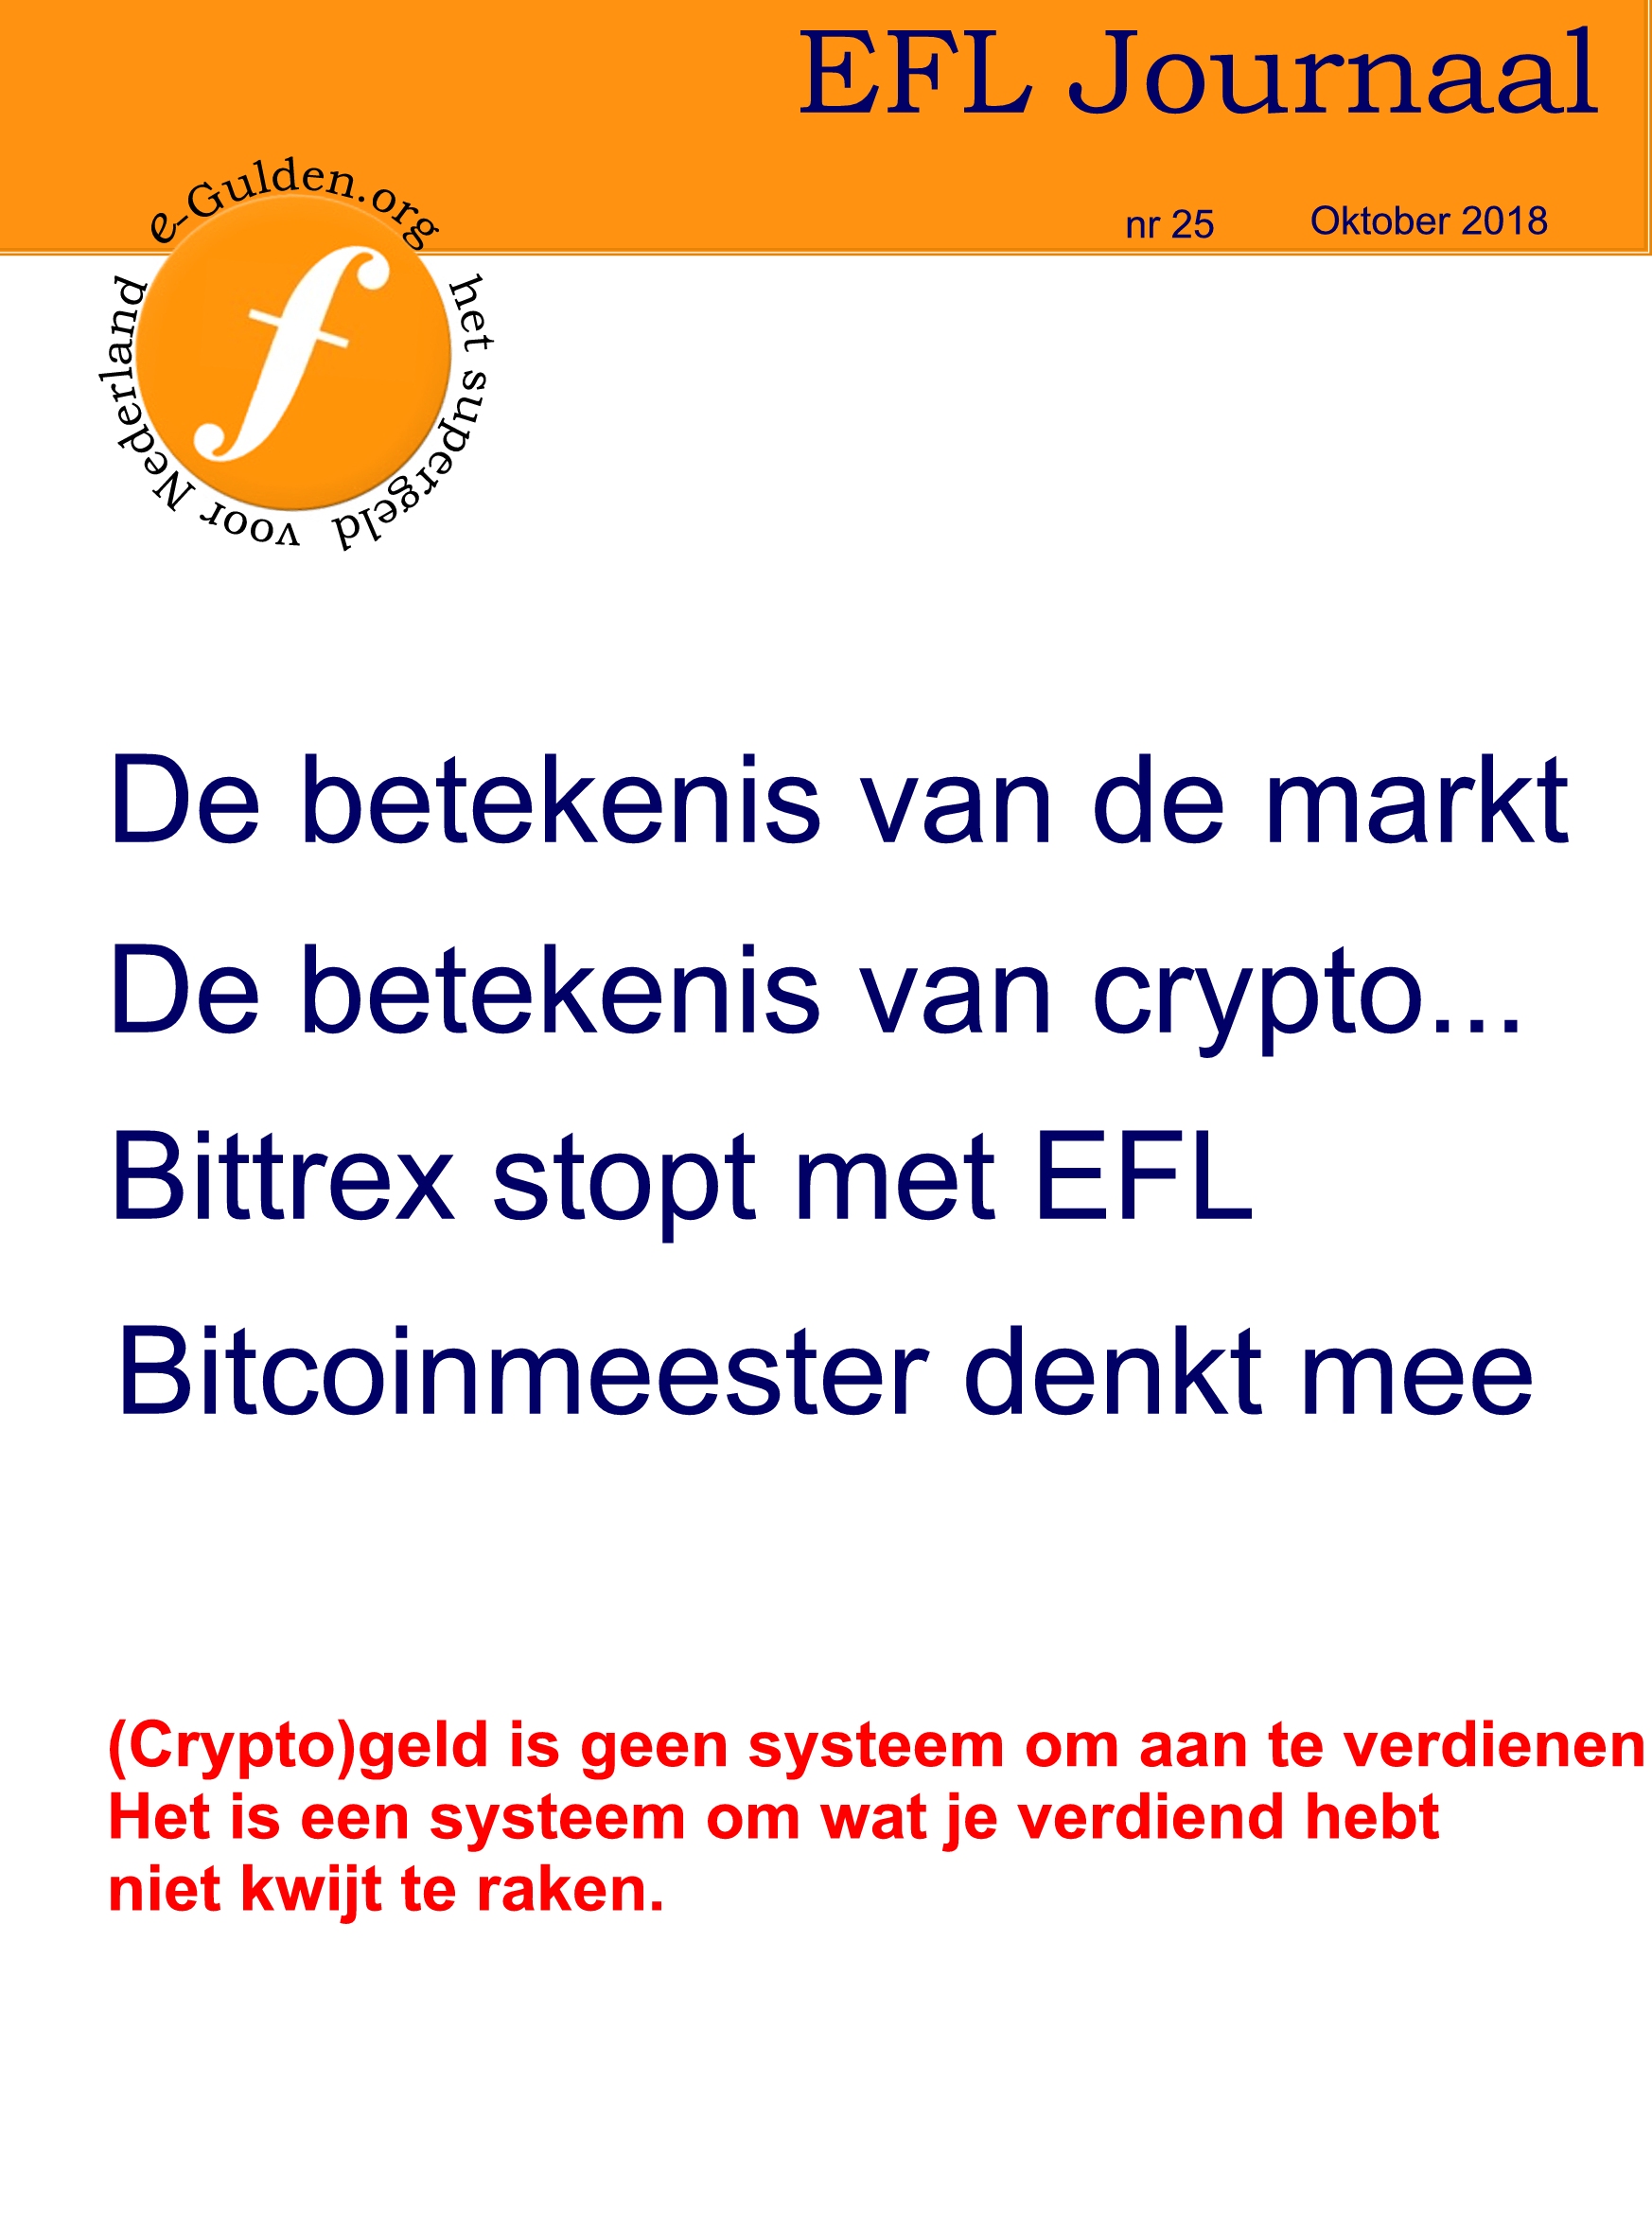 EFL Journaal
nr 25 Oktober 2018
e-Gulden.org het supergeld voor Nederland
De betekenis van de markt
De betekenis van crypto...
Bittrex stopt met EFL
Bitcoinmeester denkt mee
(Crypto)geld is geen systeem om aan te verdienen
Het is een systeem om wat je verdiend hebt
niet kwijt te raken.